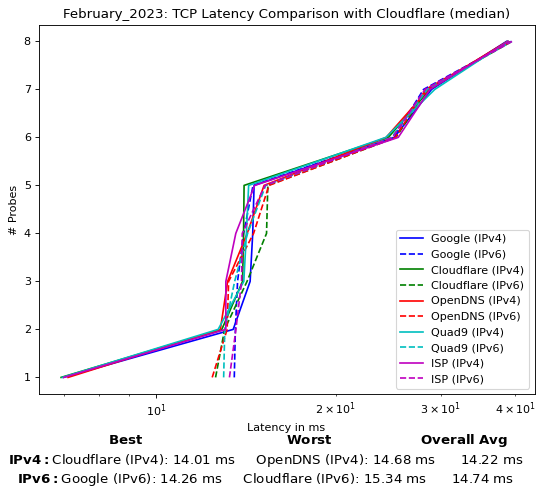 February_2023: TCP Latency Comparison with Cloudflare (median)
8
7
6
5
4
3
2
1
# Probes
Google (IPv4)
Google (IPv6)
Cloudflare (IPv4)
Cloudflare (IPv6)
OpenDNS (IPv4)
OpenDNS (IPv6)
Quad9 (IPv4)
Quad9 (IPv6)
ISP (IPv4)
ISP (IPv6)
10¹ 2 × 10¹ 3 × 10¹ 4 × 10¹
Latency in ms
Best Worst Overall Avg
IPv4: Cloudflare (IPv4): 14.01 ms OpenDNS (IPv4): 14.68 ms 14.22 ms
IPv6: Google (IPv6): 14.26 ms Cloudflare (IPv6): 15.34 ms 14.74 ms